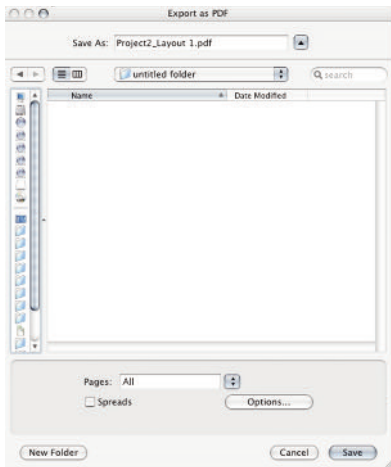 Export as PDF
Save As: Project2_Layout 1.pdf
untitled folder
search
Name Date Modified
Pages: All
Spreads Options...
New Folder Cancel Save